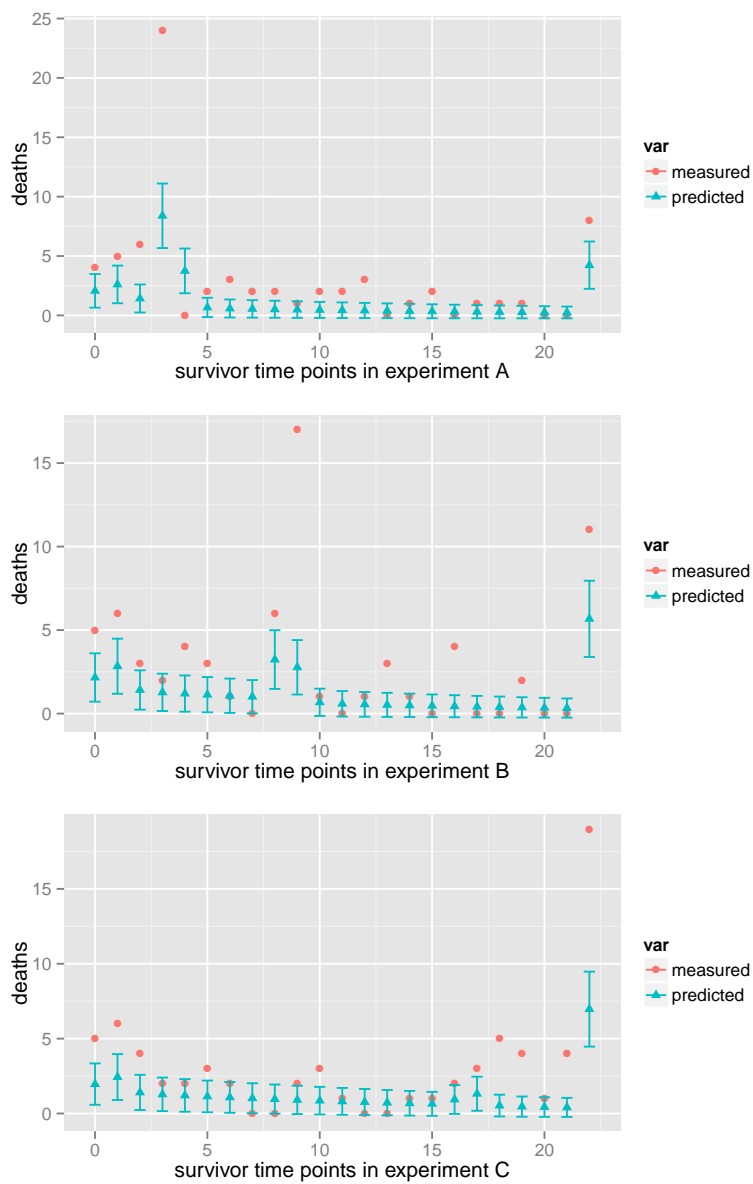 25
20
15
10
5
0
deaths
0 5 10 15 20
survivor time points in experiment A
var
measured
predicted
15
10
5
0
deaths
0 5 10 15 20
survivor time points in experiment B
var
measured
predicted
15
10
5
0
deaths
0 5 10 15 20
survivor time points in experiment C
var
measured
predicted